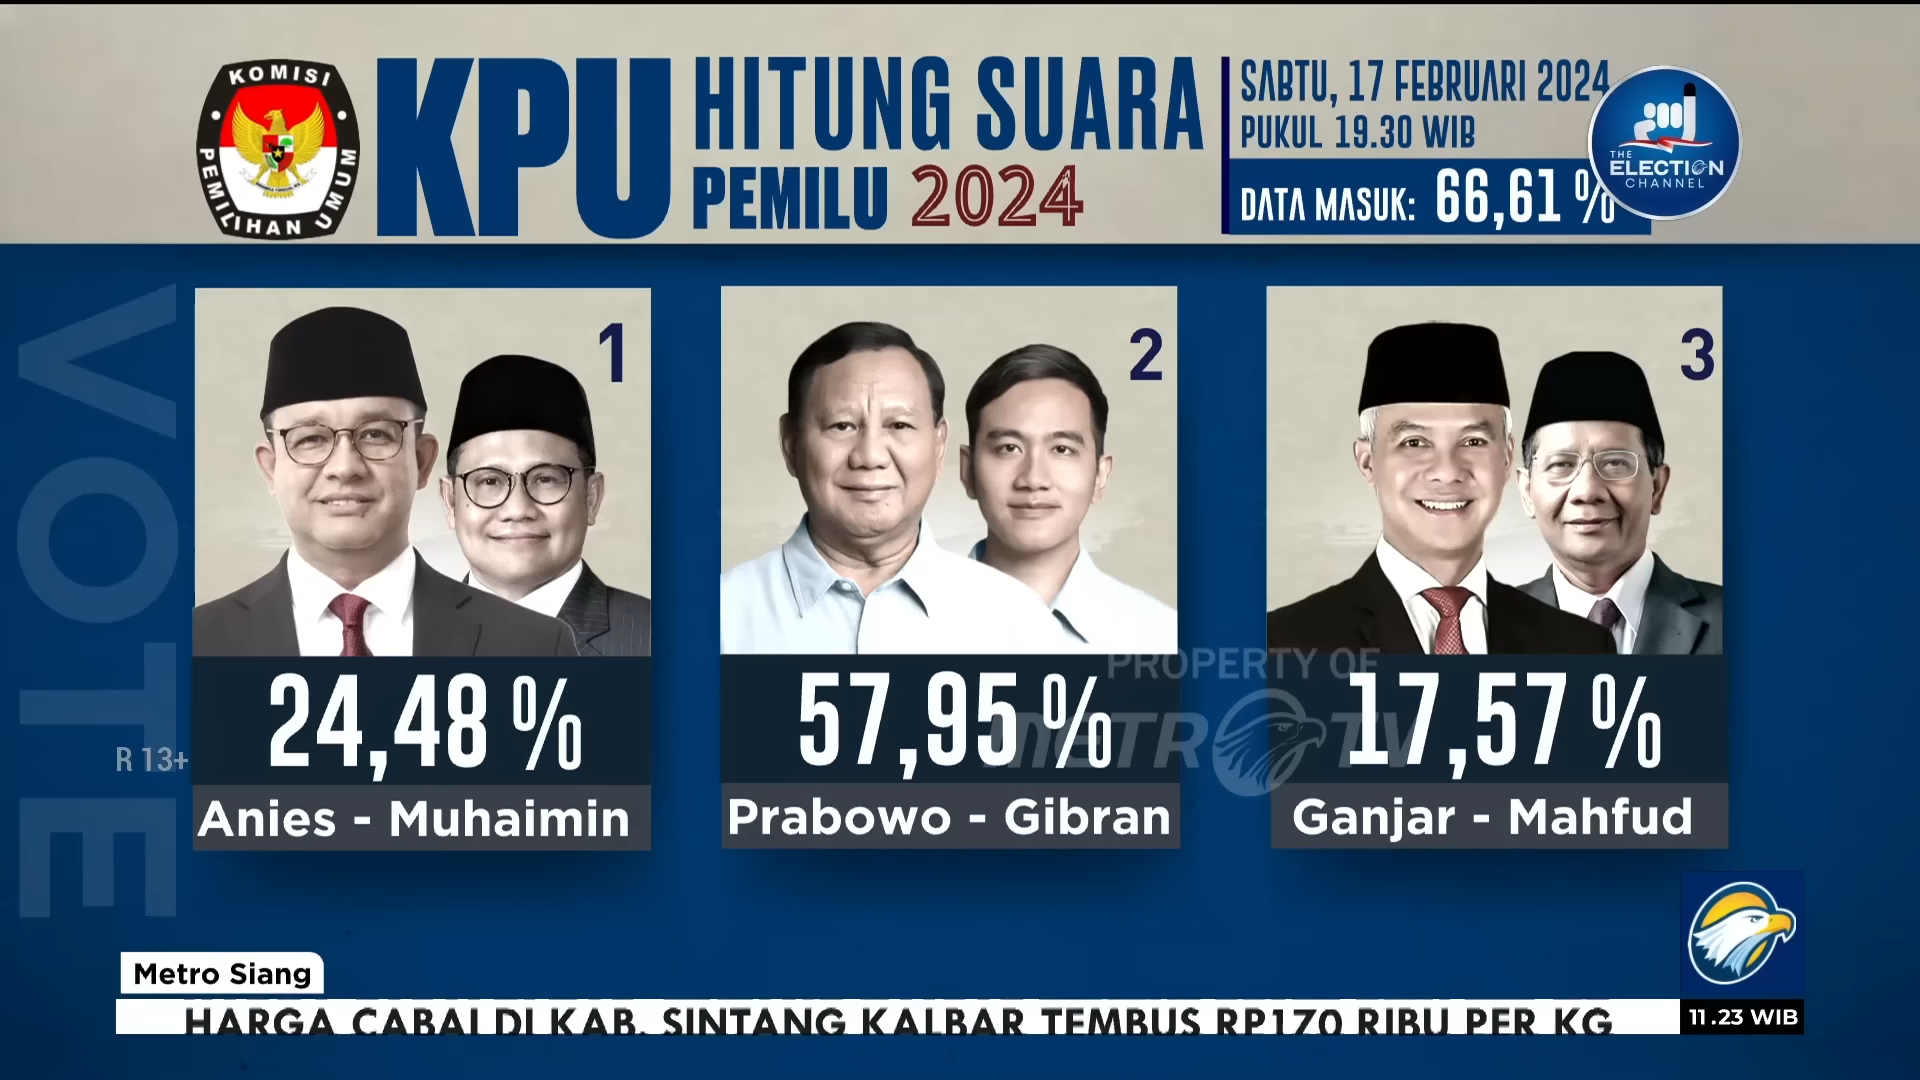 KOMISI
PEMILIHAN UMUM
KPU
HITUNG SUARA
PEMILU 2024
SABTU, 17 FEBRUARI 2024
PUKUL 19.30 WIB
DATA MASUK: 66,61 %
THE
ELECTION
CHANNEL
VOTE
1
2
3
PROPERTY OF
METRO TV
24,48 %
57,95 %
17,57 %
R 13+
Anies - Muhaimin
Prabowo - Gibran
Ganjar - Mahfud
Metro Siang
HARGA CABAI DI KAB. SINTANG KALBAR TEMBUS RP170 RIBU PER KG
11.23 WIB